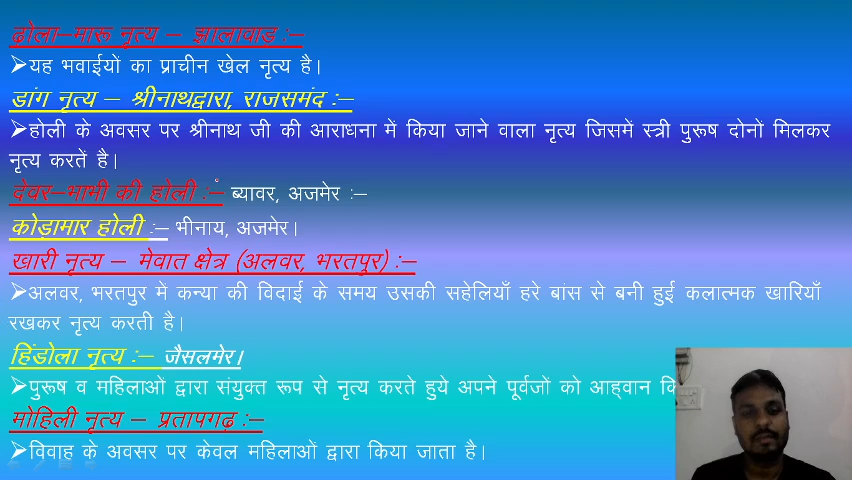 ढ़ोला–मारू नृत्य – झालावाड़ :–
➢यह भवाईयों का प्राचीन खेल नृत्य है।
डांग नृत्य – श्रीनाथद्वारा, राजसमंद :–
➢होली के अवसर पर श्रीनाथ जी की आराधना में किया जाने वाला नृत्य जिसमें स्त्री पुरूष दोनों मिलकर
नृत्य करतें है।
देवर–भाभी की होली :– ब्यावर, अजमेर :–
कोड़ामार होली :– भीनाय, अजमेर।
खारी नृत्य – मेवात क्षेत्र (अलवर, भरतपुर) :–
➢अलवर, भरतपुर में कन्या की विदाई के समय उसकी सहेलियाँ हरे बांस से बनी हुई कलात्मक खारियाँ
रखकर नृत्य करती है।
हिंडोला नृत्य :– जैसलमेर।
➢पुरूष व महिलाओं द्वारा संयुक्त रूप से नृत्य करते हुये अपने पूर्वजों को आह्वान
मोहिली नृत्य – प्रतापगढ़ :–
➢विवाह के अवसर पर केवल महिलाओं द्वारा किया जाता है।